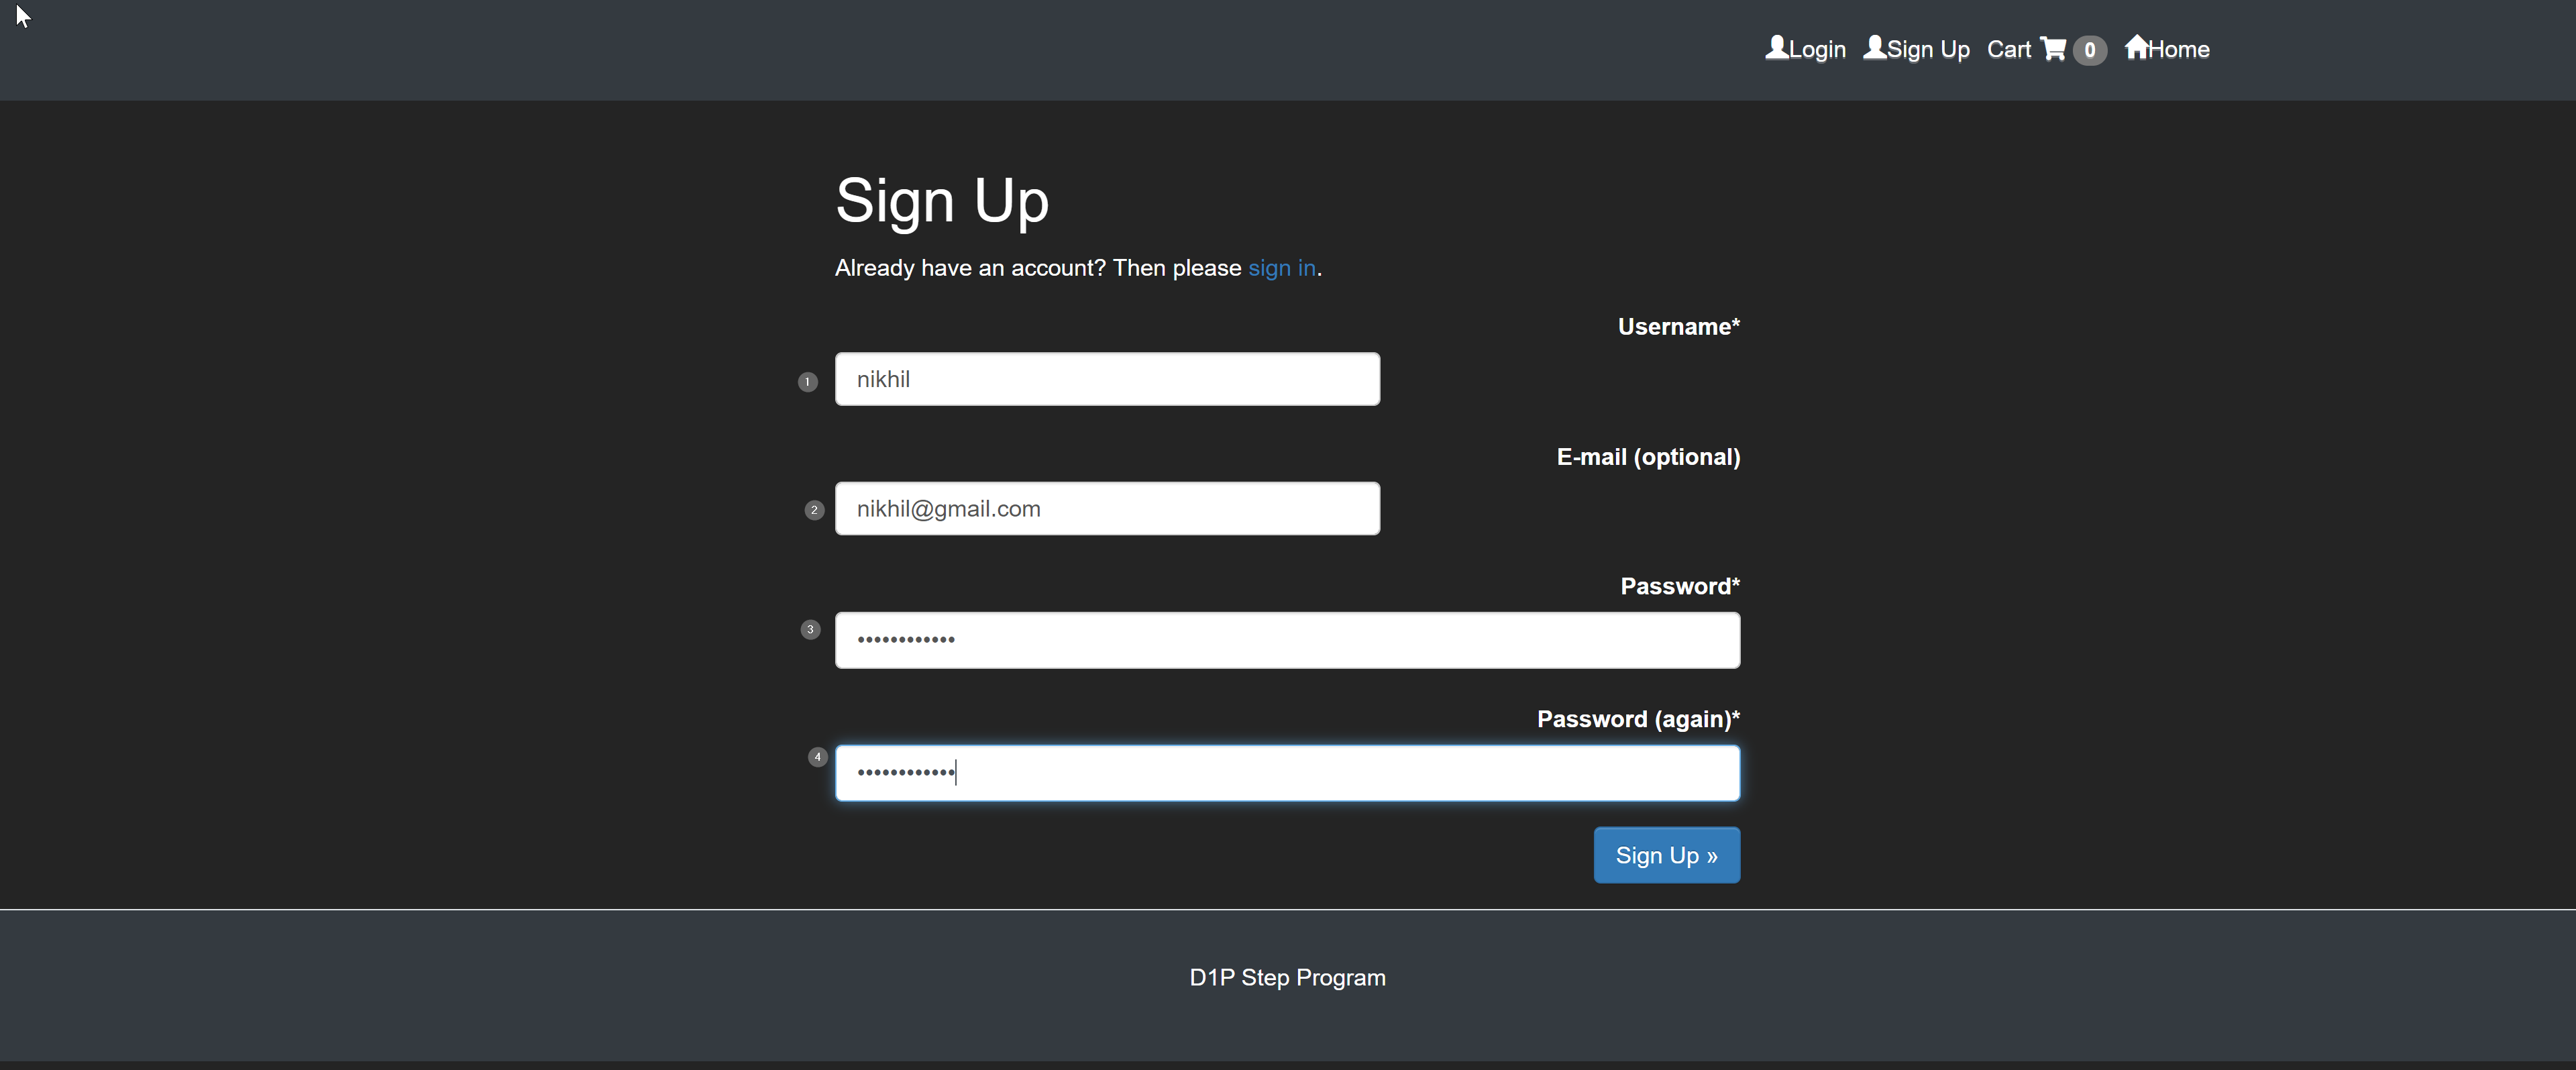 Login Sign Up Cart 0 Home
Sign Up
Already have an account? Then please sign in.
Username*
1 nikhil
E-mail (optional)
2 nikhil@gmail.com
Password*
3 ••••••••••••
Password (again)*
4 ••••••••••••
Sign Up »
D1P Step Program